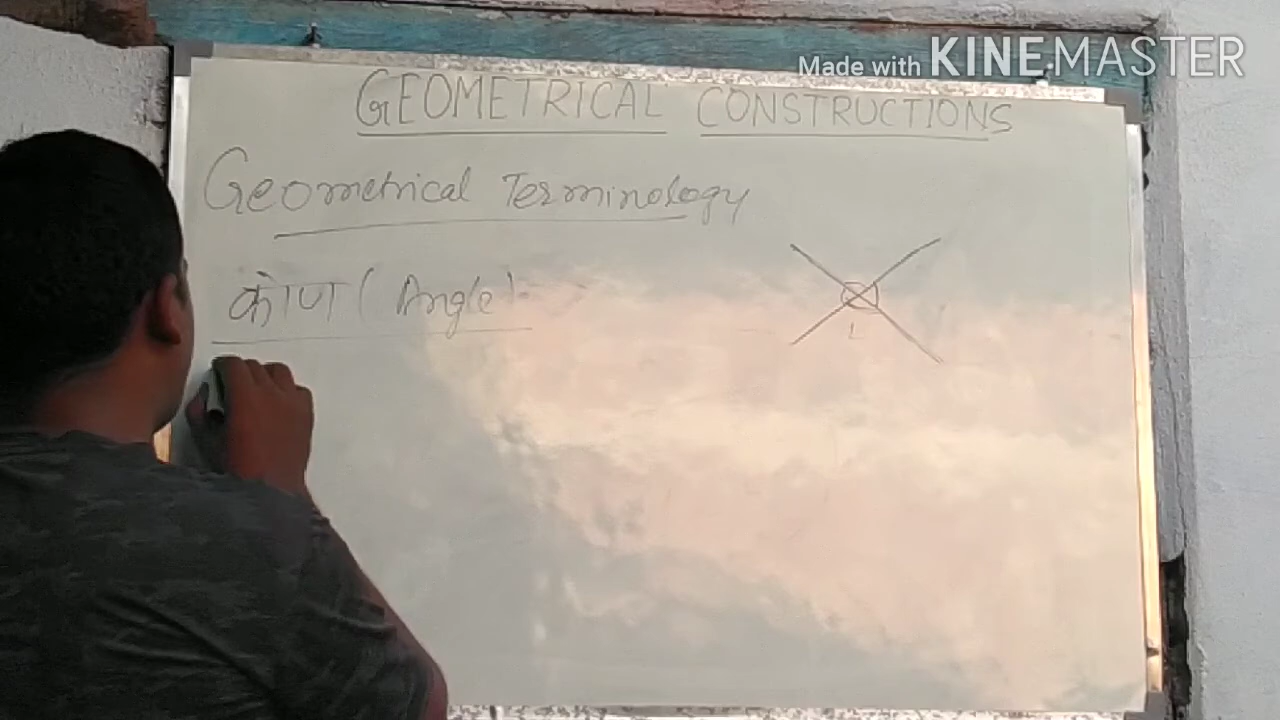 Made with KINEMASTER
GEOMETRICAL CONSTRUCTIONS
Geometrical Terminology
कोण (Angle)